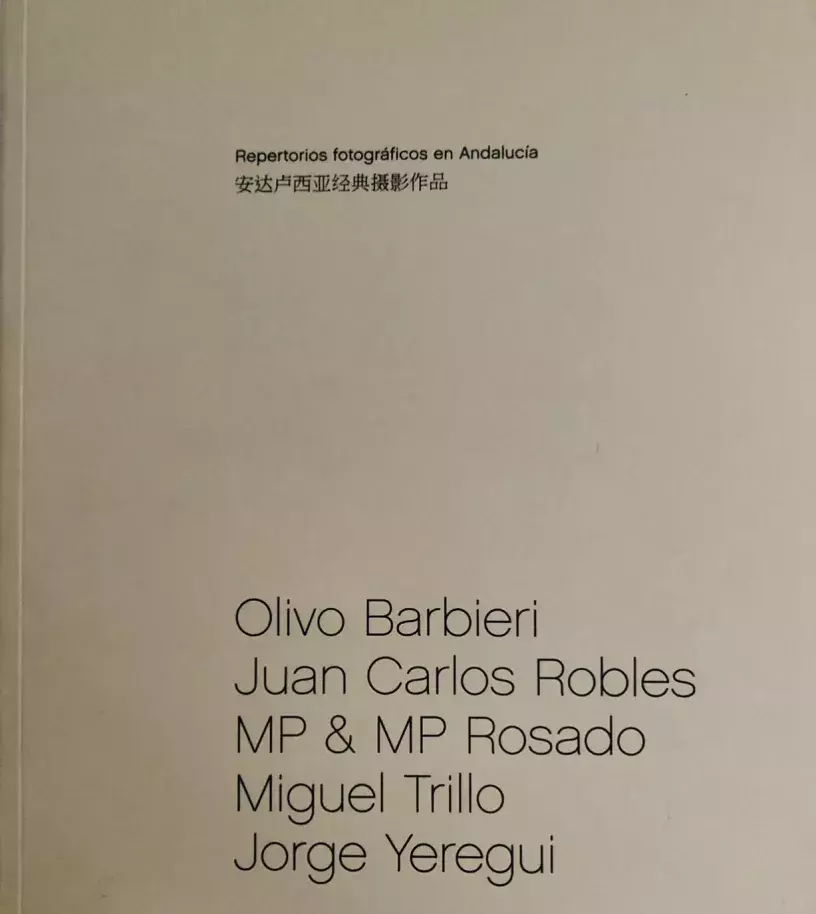 Repertorios fotográficos en Andalucía
安达卢西亚经典摄影作品
Olivo Barbieri
Juan Carlos Robles
MP & MP Rosado
Miguel Trillo
Jorge Yeregui